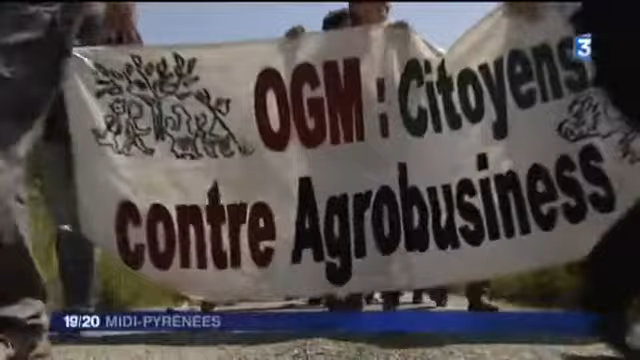 3
OGM : Citoyens
contre Agrobusiness
19/20 MIDI-PYRÉNÉES